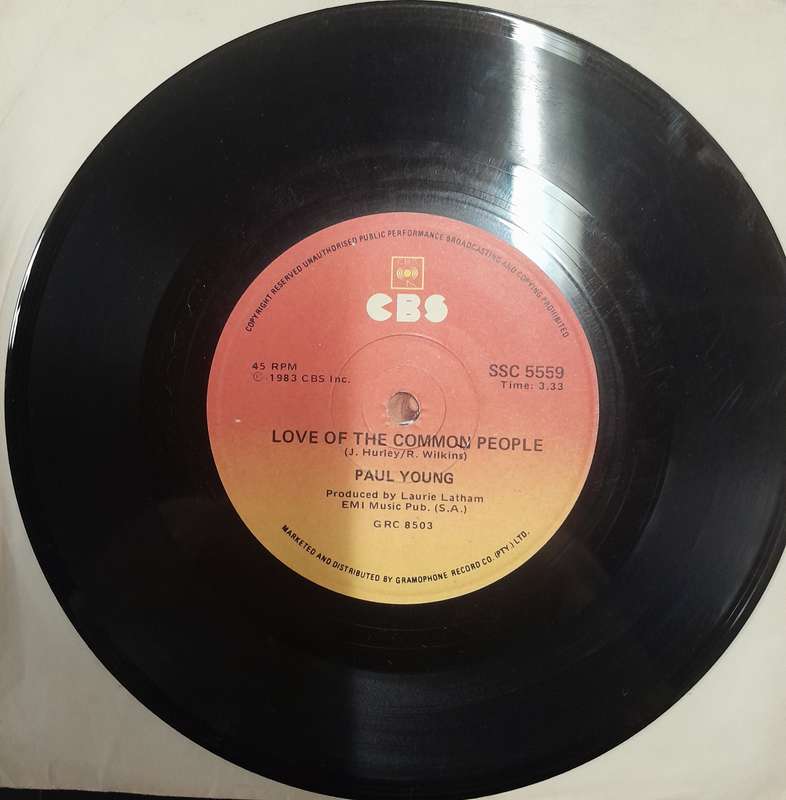 COPYRIGHT RESERVED UNAUTHORISED PUBLIC PERFORMANCE BROADCASTING AND COPYING PROHIBITED
CBS
45 RPM
Ⓟ 1983 CBS Inc.
SSC 5559
Time: 3.33
LOVE OF THE COMMON PEOPLE
(J. Hurley/R. Wilkins)
PAUL YOUNG
Produced by Laurie Latham
EMI Music Pub. (S.A.)
GRC 8503
MARKETED AND DISTRIBUTED BY GRAMOPHONE RECORD CO. (PTY.) LTD.